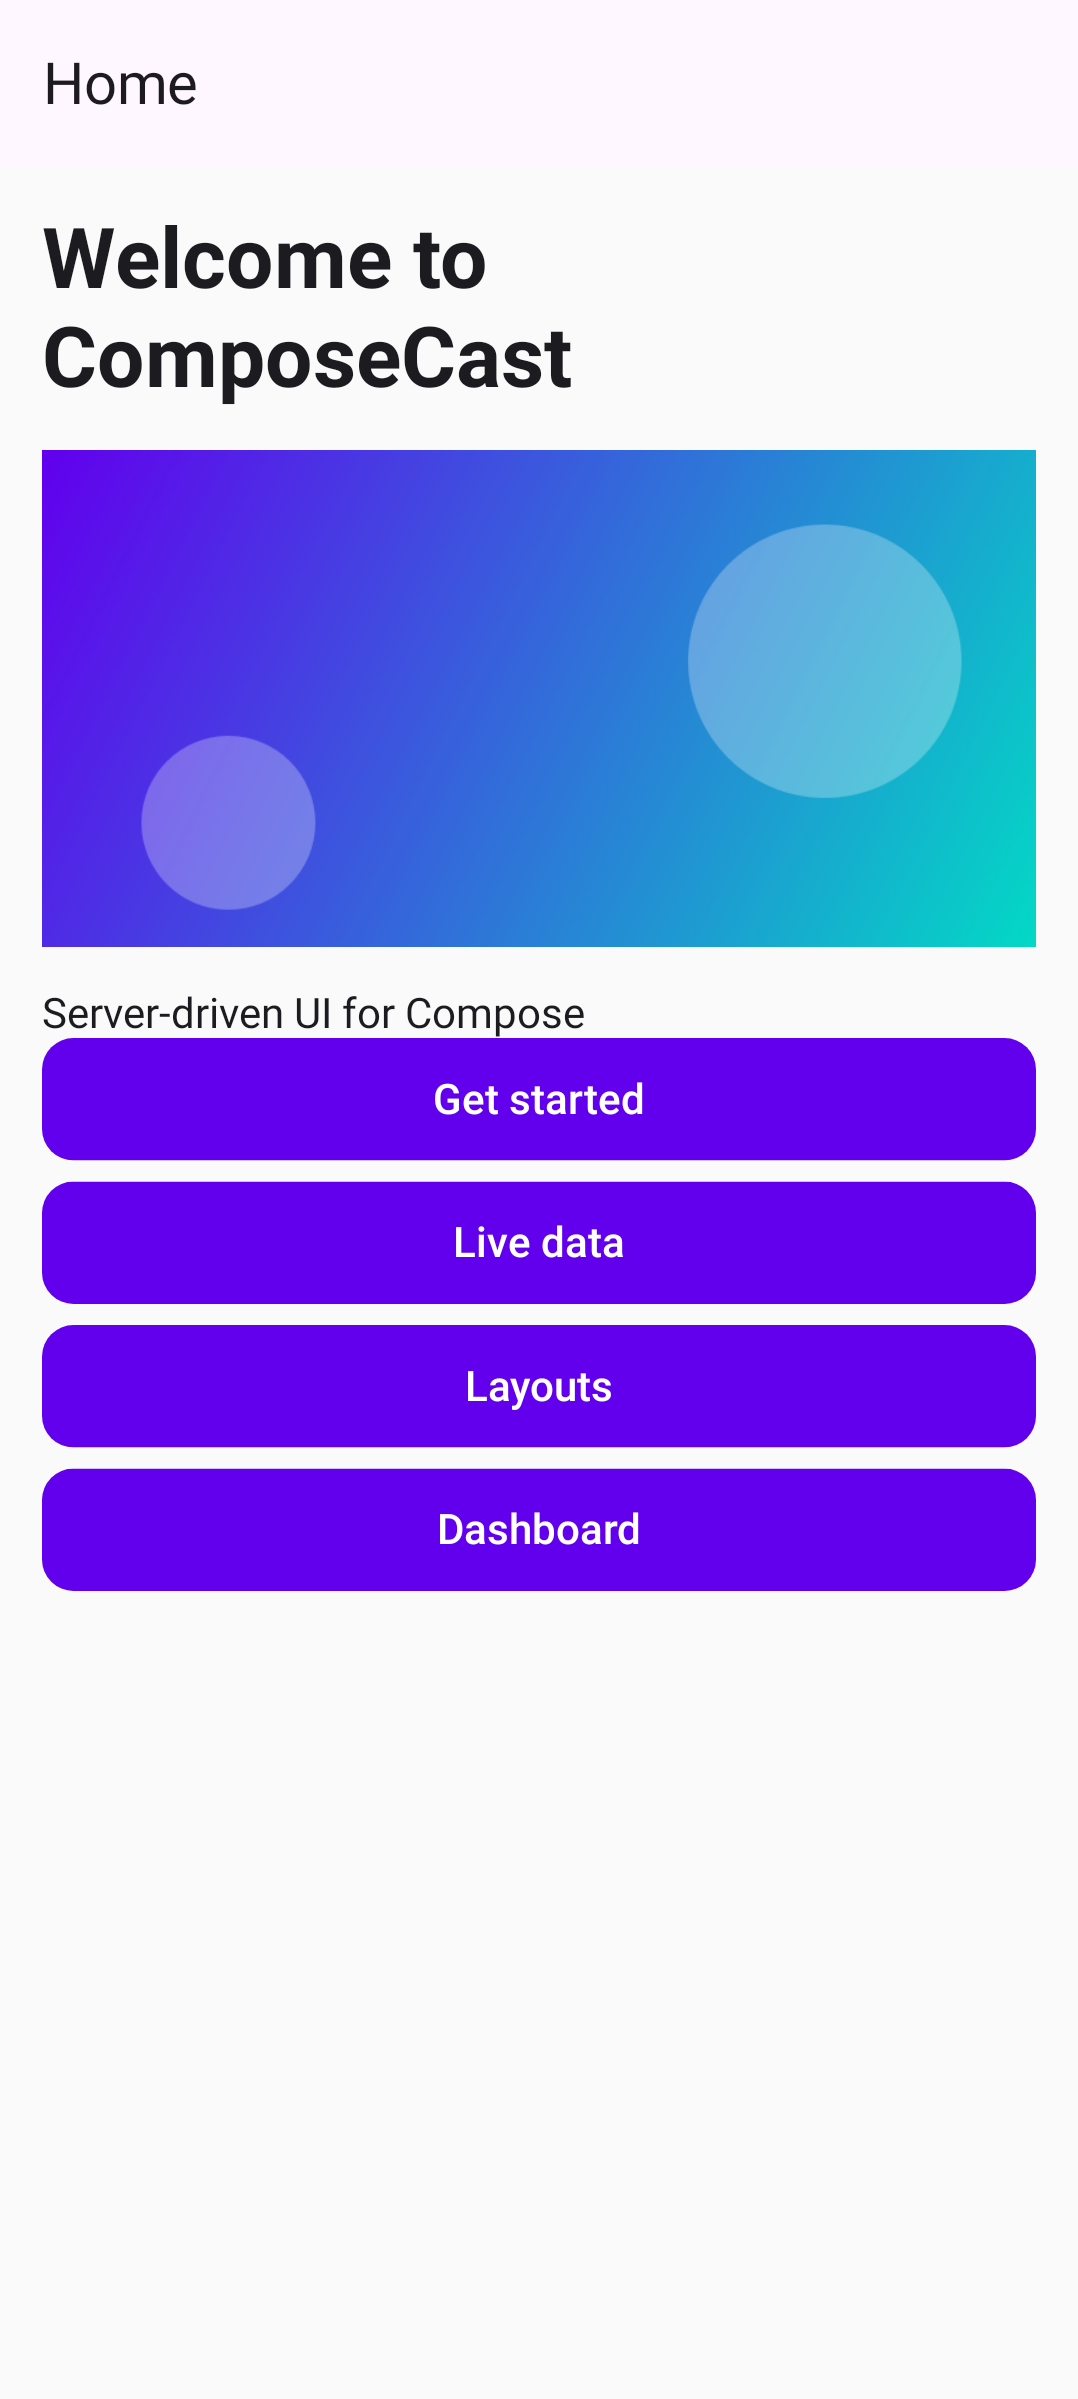 Home
Welcome to
ComposeCast
Server-driven UI for Compose
Get started
Live data
Layouts
Dashboard